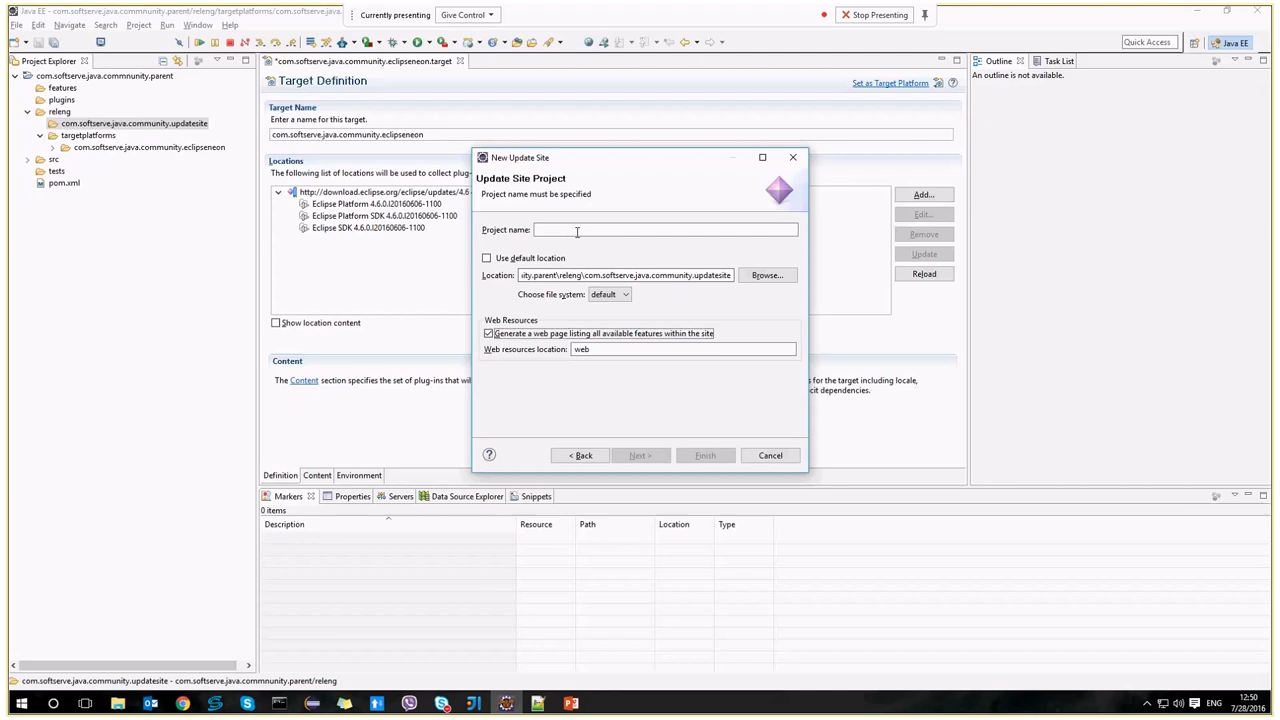 Java EE - com.softserve.java.commnunity.parent/releng/targetplatforms/com.softserve.java.commu
Currently presenting
Give Control
Stop Presenting
File Edit Navigate Search Project Run Window Help
Quick Access
Java EE
Project Explorer
*com.softserve.java.community.eclipseneon.target
Outline
Task List
com.softserve.java.commnunity.parent
features
plugins
releng
com.softserve.java.community.updatesite
targetplatforms
com.softserve.java.community.eclipseneon
src
tests
pom.xml
Target Definition
Set as Target Platform
An outline is not available.
Target Name
Enter a name for this target.
com.softserve.java.community.eclipseneon
Locations
The following list of locations will be used to collect plug-
http://download.eclipse.org/eclipse/updates/4.6
Eclipse Platform 4.6.0.I20160606-1100
Eclipse Platform SDK 4.6.0.I20160606-1100
Eclipse SDK 4.6.0.I20160606-1100
Add...
Edit...
Remove
Update
Reload
Show location content
Content
The Content section specifies the set of plug-ins that wil
s for the target including locale,
icit dependencies.
Definition Content Environment
New Update Site
Update Site Project
Project name must be specified
Project name:
Use default location
Location: ity.parent\releng\com.softserve.java.community.updatesite Browse...
Choose file system: default
Web Resources
Generate a web page listing all available features within the site
Web resources location: web
< Back Next > Finish Cancel
Markers Properties Servers Data Source Explorer Snippets
0 items
Description Resource Path Location Type
com.softserve.java.community.updatesite - com.softserve.java.commnunity.parent/releng
ENG
12:50
7/28/2016